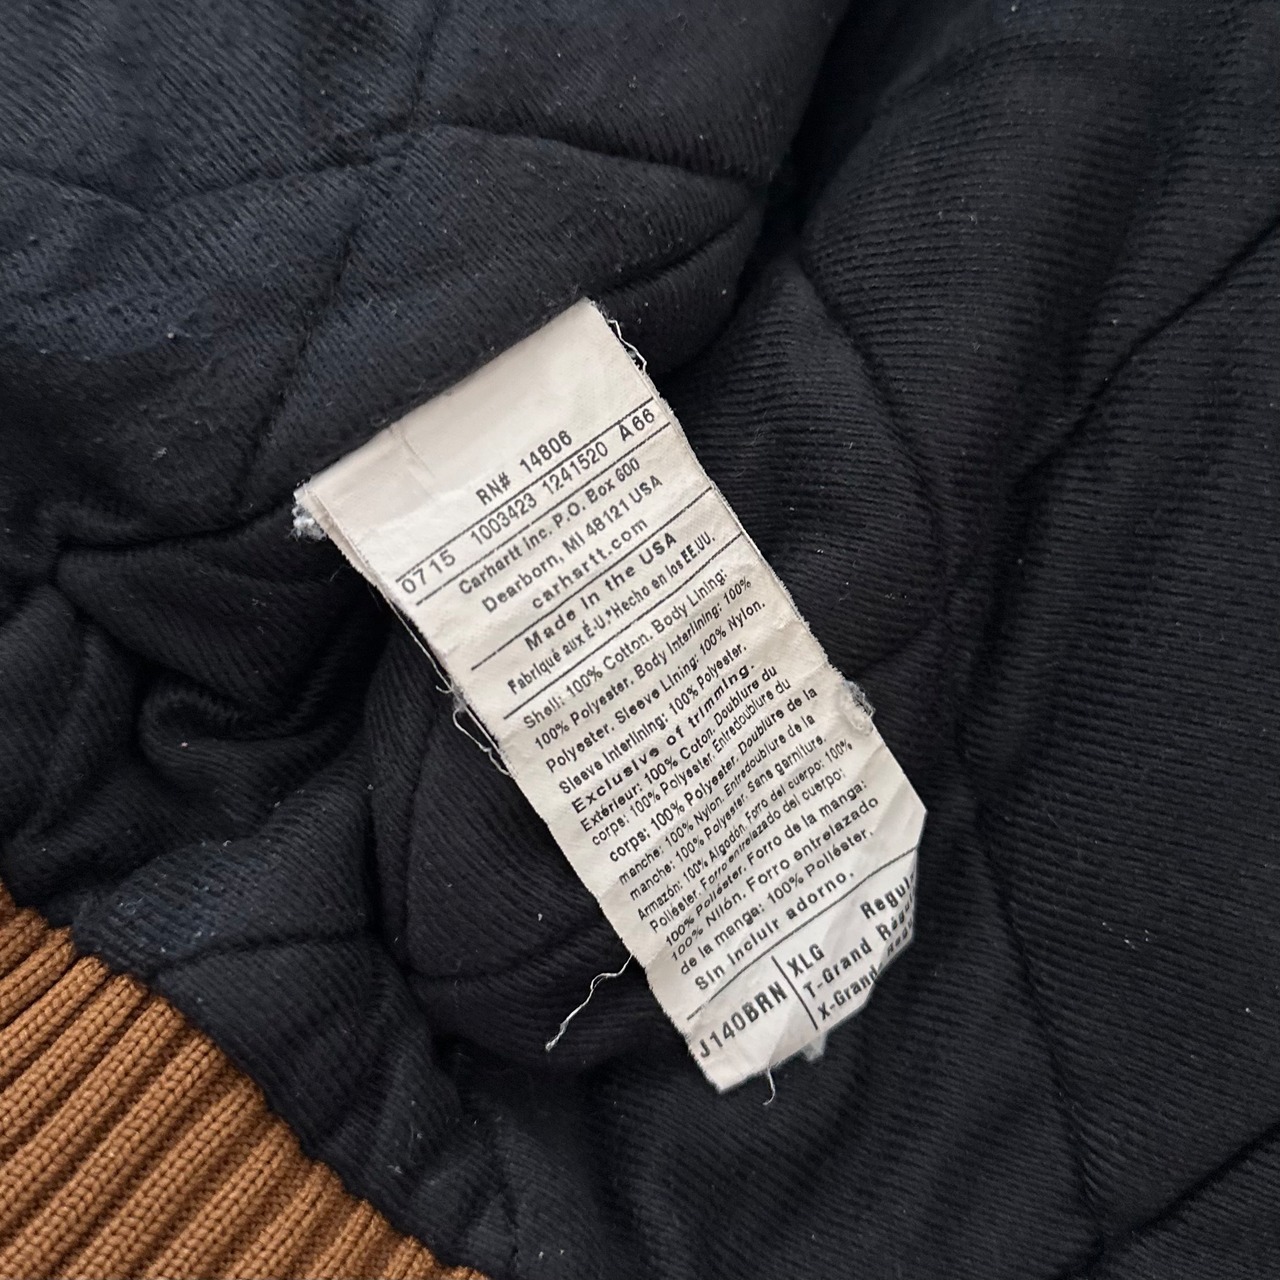 RN# 14806
0715 1003423 1241520 A66
Carhartt Inc. P.O. Box 600
Dearborn, MI 48121 USA
carhartt.com
Made in the USA
Fabriqué aux É-U.*Hecho en los EE.UU.
Shell: 100% Cotton. Body Lining:
100% Polyester. Body Interlining: 100%
Polyester. Sleeve Lining: 100% Nylon.
Sleeve Interlining: 100% Polyester.
Exclusive of trimming.
Extérieur: 100% Coton. Doublure du
corps: 100% Polyester. Entredoublure du
corps: 100% Polyester. Doublure de la
manche: 100% Nylon. Entredoublure de la
manche: 100% Polyester. Sans garniture.
Armazón: 100% Algodon. Forro del cuerpo: 100%
Poliéster. Forro entrelazado del cuerpo:
100% Poliéster. Forro de la manga:
100% Nilón. Forro entrelazado
de la manga: 100% Poliéster.
Sin incluir adorno.
J140BRN
XLG Regul
T-Grand Régul
X-Grand